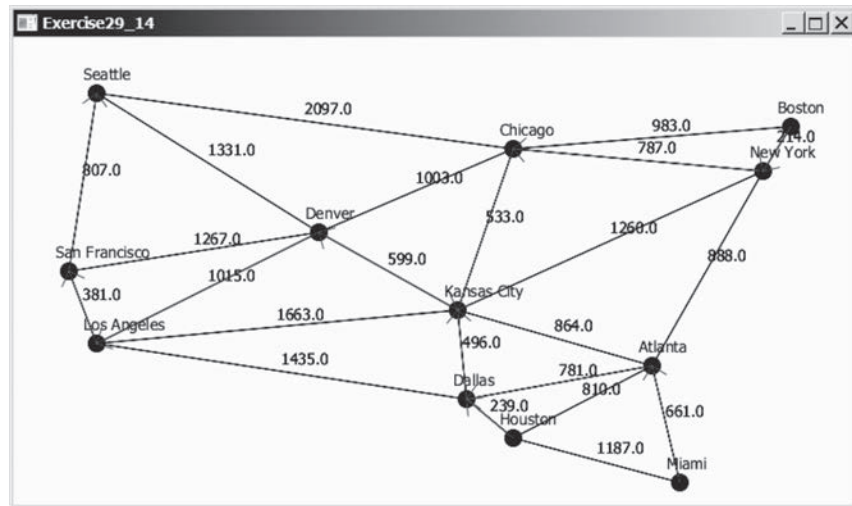 Exercise29_14
Seattle
Boston
2097.0
Chicago
983.0
214.0
787.0
New York
1331.0
807.0
1003.0
Denver
533.0
1260.0
1267.0
San Francisco
599.0
888.0
1015.0
381.0
Kansas City
1663.0
Los Angeles
864.0
496.0
Atlanta
1435.0
781.0
Dallas
810.0
239.0
661.0
Houston
1187.0
Miami